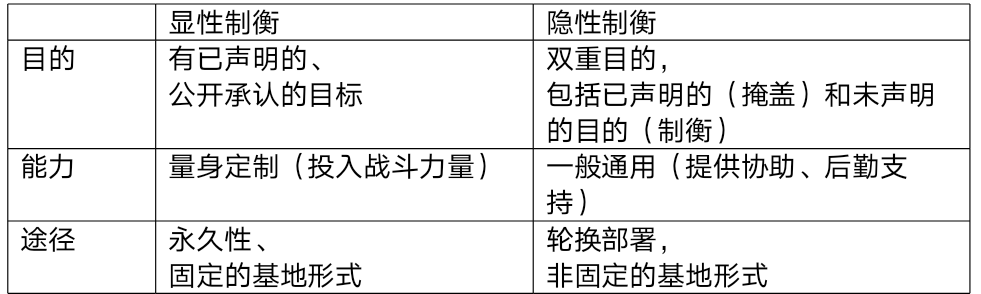 显性制衡 隐性制衡
目的 有已声明的、 双重目的，
公开承认的目标 包括已声明的（掩盖）和未声明
的目的（制衡）
能力 量身定制（投入战斗力量） 一般通用（提供协助、后勤支
持）
途径 永久性、 轮换部署，
固定的基地形式 非固定的基地形式